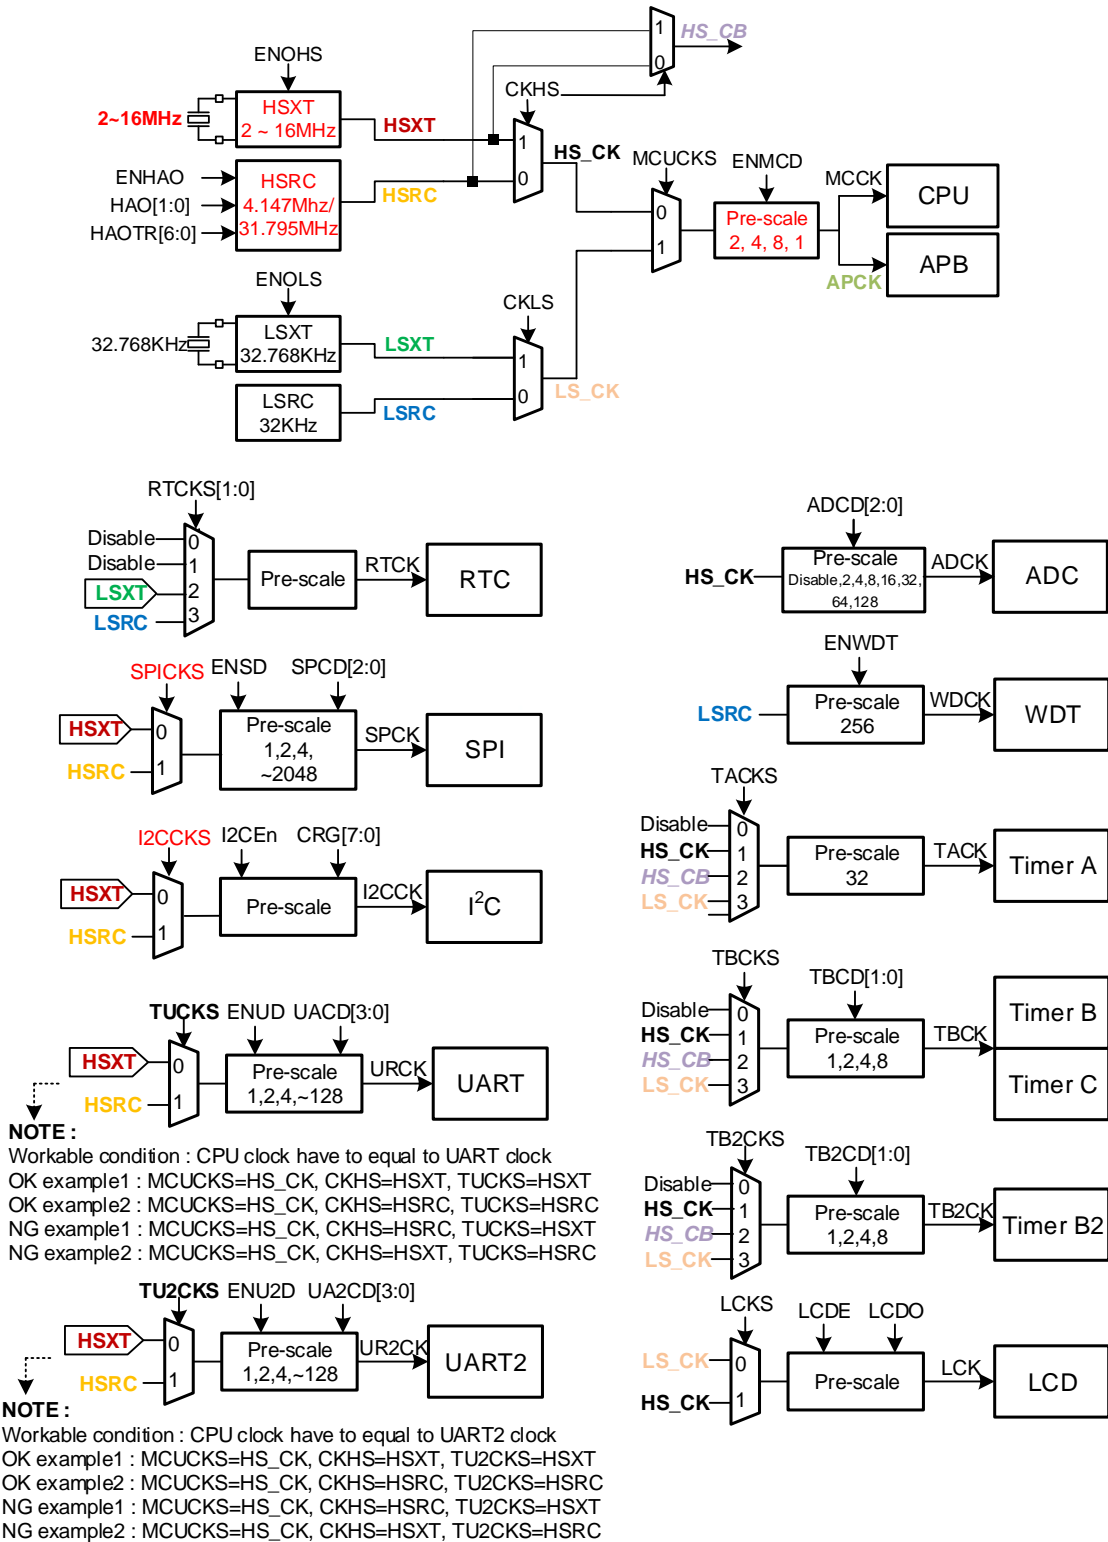 HS_CB
1
0
ENOHS
CKHS
2~16MHz
HSXT
2 ~ 16MHz
HSXT
1
0
HS_CK
ENHAO
HAO[1:0]
HAOTR[6:0]
HSRC
4.147Mhz/
31.795MHz
HSRC
MCUCKS
0
1
ENMCD
Pre-scale
2, 4, 8, 1
MCCK
CPU
APB
APCK
ENOLS
CKLS
32.768KHz
LSXT
32.768KHz
LSXT
1
0
LS_CK
LSRC
32KHz
LSRC
RTCKS[1:0]
Disable
0
Disable
1
LSXT
2
LSRC
3
Pre-scale
RTCK
RTC
ADCD[2:0]
HS_CK
Pre-scale
Disable,2,4,8,16,32,
64,128
ADCK
ADC
SPICKS
ENSD
SPCD[2:0]
HSXT
0
HSRC
1
Pre-scale
1,2,4,
~2048
SPCK
SPI
ENWDT
LSRC
Pre-scale
256
WDCK
WDT
I2CCKS
I2CEn
CRG[7:0]
HSXT
0
HSRC
1
Pre-scale
I2CCK
I2C
TACKS
Disable
0
HS_CK
1
HS_CB
2
LS_CK
3
Pre-scale
32
TACK
Timer A
TUCKS
ENUD
UACD[3:0]
HSXT
0
HSRC
1
Pre-scale
1,2,4,~128
URCK
UART
NOTE :
Workable condition : CPU clock have to equal to UART clock
OK example1 : MCUCKS=HS_CK, CKHS=HSXT, TUCKS=HSXT
OK example2 : MCUCKS=HS_CK, CKHS=HSRC, TUCKS=HSRC
NG example1 : MCUCKS=HS_CK, CKHS=HSRC, TUCKS=HSXT
NG example2 : MCUCKS=HS_CK, CKHS=HSXT, TUCKS=HSRC
TBCKS
TBCD[1:0]
Disable
0
HS_CK
1
HS_CB
2
LS_CK
3
Pre-scale
1,2,4,8
TBCK
Timer B
Timer C
TB2CKS
TB2CD[1:0]
Disable
0
HS_CK
1
HS_CB
2
LS_CK
3
Pre-scale
1,2,4,8
TB2CK
Timer B2
TU2CKS
ENU2D
UA2CD[3:0]
HSXT
0
HSRC
1
Pre-scale
1,2,4,~128
UR2CK
UART2
NOTE :
Workable condition : CPU clock have to equal to UART2 clock
OK example1 : MCUCKS=HS_CK, CKHS=HSXT, TU2CKS=HSXT
OK example2 : MCUCKS=HS_CK, CKHS=HSRC, TU2CKS=HSRC
NG example1 : MCUCKS=HS_CK, CKHS=HSRC, TU2CKS=HSXT
NG example2 : MCUCKS=HS_CK, CKHS=HSXT, TU2CKS=HSRC
LCKS
LCDE
LCDO
LS_CK
0
HS_CK
1
Pre-scale
LCK
LCD